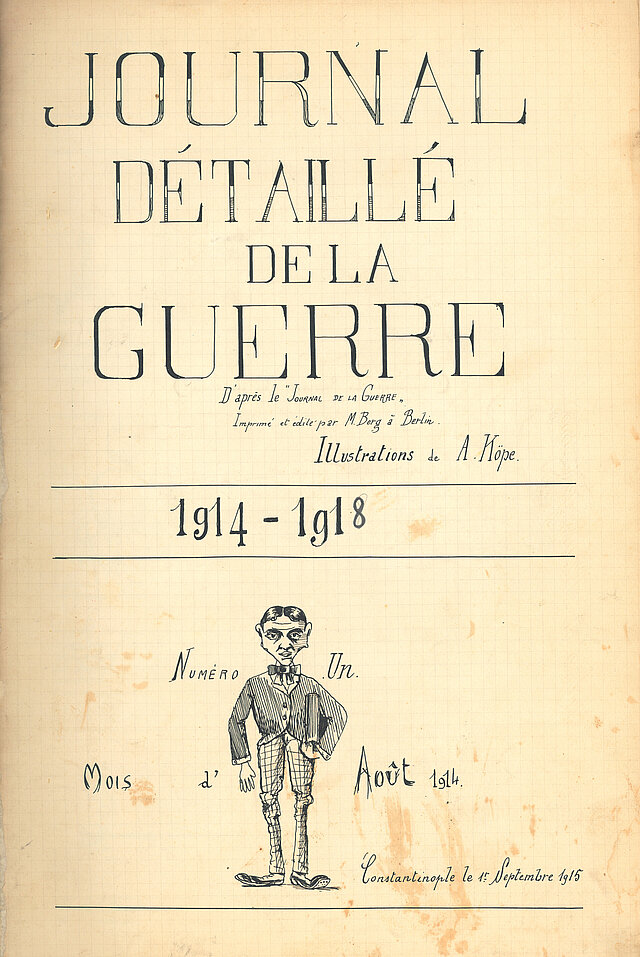 JOURNAL
DÉTAILLÉ
DE LA
GUERRE
D'après le "Journal de la Guerre„
Imprimé et édité par M. Berg à Berlin.
Illustrations de A. Köpe.
1914 - 1918
Numéro Un.
Mois d' Août 1914.
Constantinople le 1r Septembre 1915